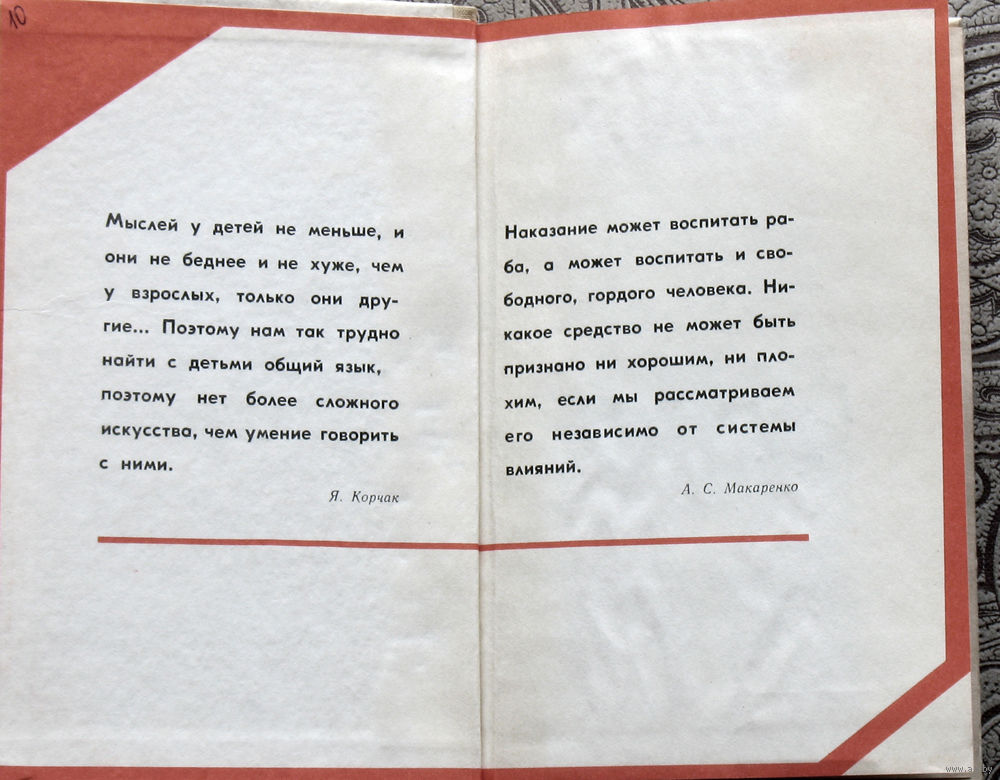 10
Мыслей у детей не меньше, и
они не беднее и не хуже, чем
у взрослых, только они дру-
гие... Поэтому нам так трудно
найти с детьми общий язык,
поэтому нет более сложного
искусства, чем умение говорить
с ними.
Я. Корчак
Наказание может воспитать ра-
ба, а может воспитать и сво-
бодного, гордого человека. Ни-
какое средство не может быть
признано ни хорошим, ни пло-
хим, если мы рассматриваем
его независимо от системы
влияний.
А. С. Макаренко